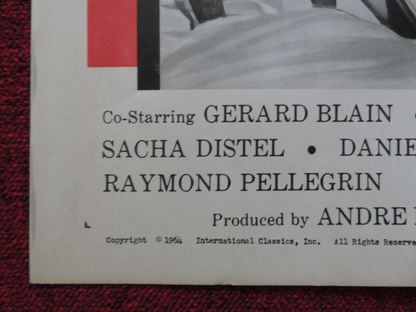 Co-Starring GERARD BLAIN •
SACHA DISTEL • DANIE
RAYMOND PELLEGRIN
Produced by ANDRE
Copyright © 1964 International Classics, Inc. All Rights Reserve